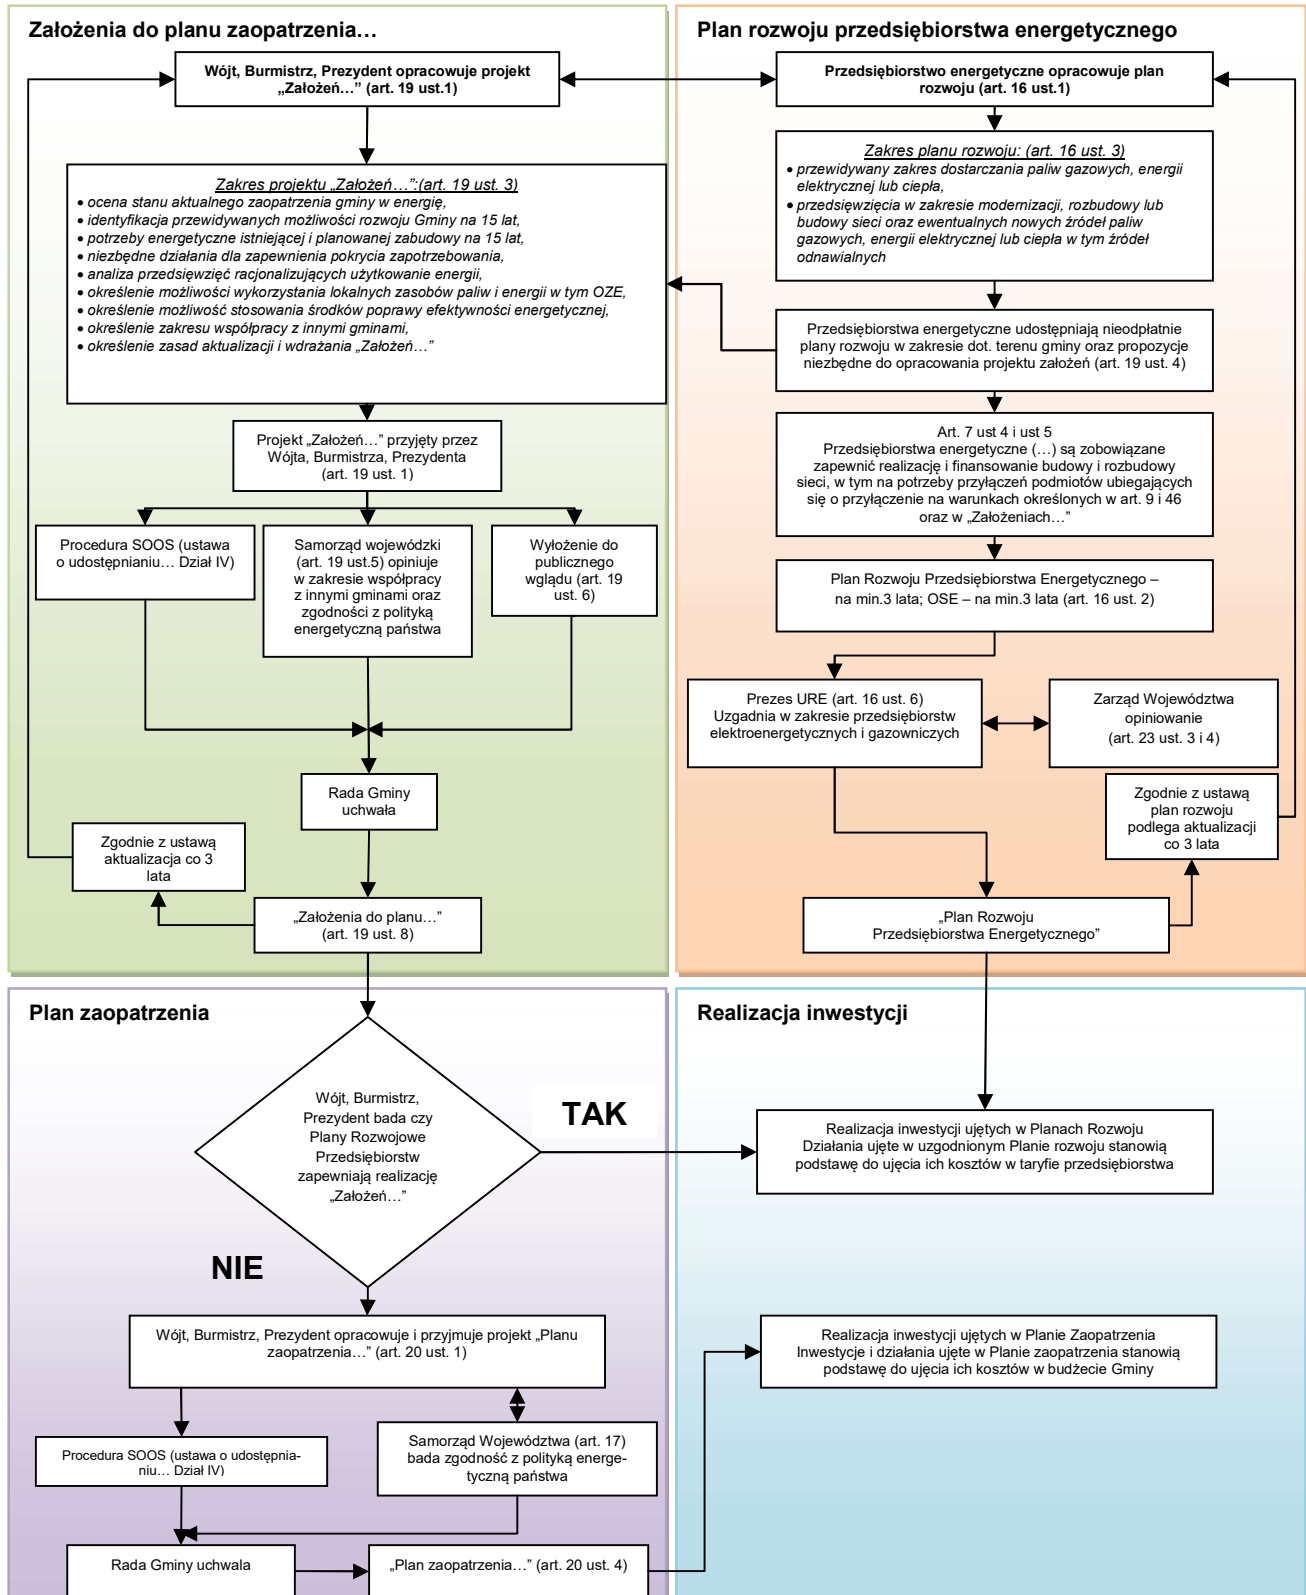 Założenia do planu zaopatrzenia…
Wójt, Burmistrz, Prezydent opracowuje projekt
„Założeń…” (art. 19 ust.1)
Zakres projektu „Założeń…”:(art. 19 ust. 3)
• ocena stanu aktualnego zaopatrzenia gminy w energię,
• identyfikacja przewidywanych możliwości rozwoju Gminy na 15 lat,
• potrzeby energetyczne istniejącej i planowanej zabudowy na 15 lat,
• niezbędne działania dla zapewnienia pokrycia zapotrzebowania,
• analiza przedsięwzięć racjonalizujących użytkowanie energii,
• określenie możliwości wykorzystania lokalnych zasobów paliw i energii w tym OZE,
• określenie możliwość stosowania środków poprawy efektywności energetycznej,
• określenie zakresu współpracy z innymi gminami,
• określenie zasad aktualizacji i wdrażania „Założeń…”
Projekt „Założeń…” przyjęty przez
Wójta, Burmistrza, Prezydenta
(art. 19 ust. 1)
Procedura SOOS (ustawa
o udostępnianiu… Dział IV)
Samorząd wojewódzki
(art. 19 ust.5) opiniuje
w zakresie współpracy
z innymi gminami oraz
zgodności z polityką
energetyczną państwa
Wyłożenie do
publicznego
wglądu (art. 19
ust. 6)
Rada Gminy
uchwała
Zgodnie z ustawą
aktualizacja co 3
lata
„Założenia do planu…”
(art. 19 ust. 8)
Plan rozwoju przedsiębiorstwa energetycznego
Przedsiębiorstwo energetyczne opracowuje plan
rozwoju (art. 16 ust.1)
Zakres planu rozwoju: (art. 16 ust. 3)
• przewidywany zakres dostarczania paliw gazowych, energii
elektrycznej lub ciepła,
• przedsięwzięcia w zakresie modernizacji, rozbudowy lub
budowy sieci oraz ewentualnych nowych źródeł paliw
gazowych, energii elektrycznej lub ciepła w tym źródeł
odnawialnych
Przedsiębiorstwa energetyczne udostępniają nieodpłatnie
plany rozwoju w zakresie dot. terenu gminy oraz propozycje
niezbędne do opracowania projektu założeń (art. 19 ust. 4)
Art. 7 ust 4 i ust 5
Przedsiębiorstwa energetyczne (…) są zobowiązane
zapewnić realizację i finansowanie budowy i rozbudowy
sieci, w tym na potrzeby przyłączeń podmiotów ubiegających
się o przyłączenie na warunkach określonych w art. 9 i 46
oraz w „Założeniach…”
Plan Rozwoju Przedsiębiorstwa Energetycznego –
na min.3 lata; OSE – na min.3 lata (art. 16 ust. 2)
Prezes URE (art. 16 ust. 6)
Uzgadnia w zakresie przedsiębiorstw
elektroenergetycznych i gazowniczych
Zarząd Województwa
opiniowanie
(art. 23 ust. 3 i 4)
Zgodnie z ustawą
plan rozwoju
podlega aktualizacji
co 3 lata
„Plan Rozwoju
Przedsiębiorstwa Energetycznego”
Plan zaopatrzenia
Wójt, Burmistrz,
Prezydent bada czy
Plany Rozwojowe
Przedsiębiorstw
zapewniają realizację
„Założeń…”
TAK
NIE
Wójt, Burmistrz, Prezydent opracowuje i przyjmuje projekt „Planu
zaopatrzenia…” (art. 20 ust. 1)
Procedura SOOS (ustawa o udostępnia-
niu… Dział IV)
Samorząd Województwa (art. 17)
bada zgodność z polityką energe-
tyczną państwa
Rada Gminy uchwala
„Plan zaopatrzenia…” (art. 20 ust. 4)
Realizacja inwestycji
Realizacja inwestycji ujętych w Planach Rozwoju
Działania ujęte w uzgodnionym Planie rozwoju stanowią
podstawę do ujęcia ich kosztów w taryfie przedsiębiorstwa
Realizacja inwestycji ujętych w Planie Zaopatrzenia
Inwestycje i działania ujęte w Planie zaopatrzenia stanowią
podstawę do ujęcia ich kosztów w budżecie Gminy